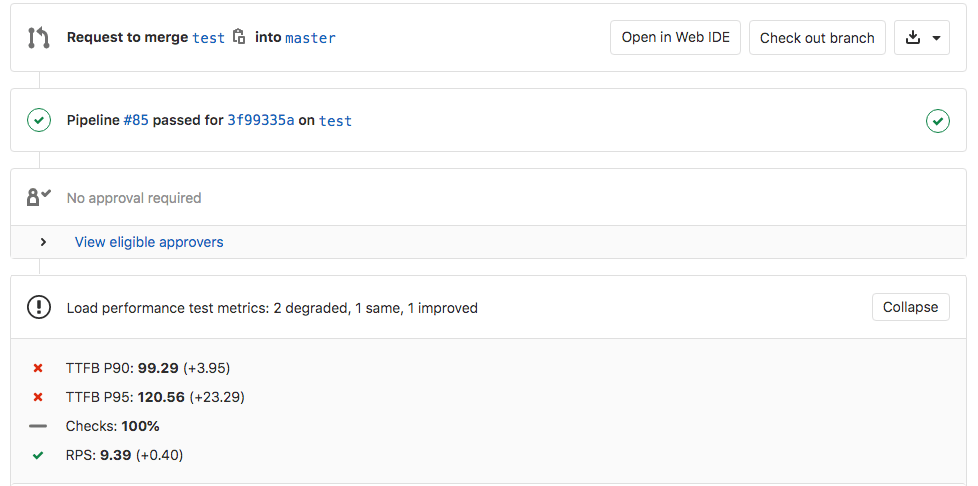 Request to merge test into master Open in Web IDE Check out branch
Pipeline #85 passed for 3f99335a on test
No approval required
View eligible approvers
Load performance test metrics: 2 degraded, 1 same, 1 improved Collapse
TTFB P90: 99.29 (+3.95)
TTFB P95: 120.56 (+23.29)
Checks: 100%
RPS: 9.39 (+0.40)